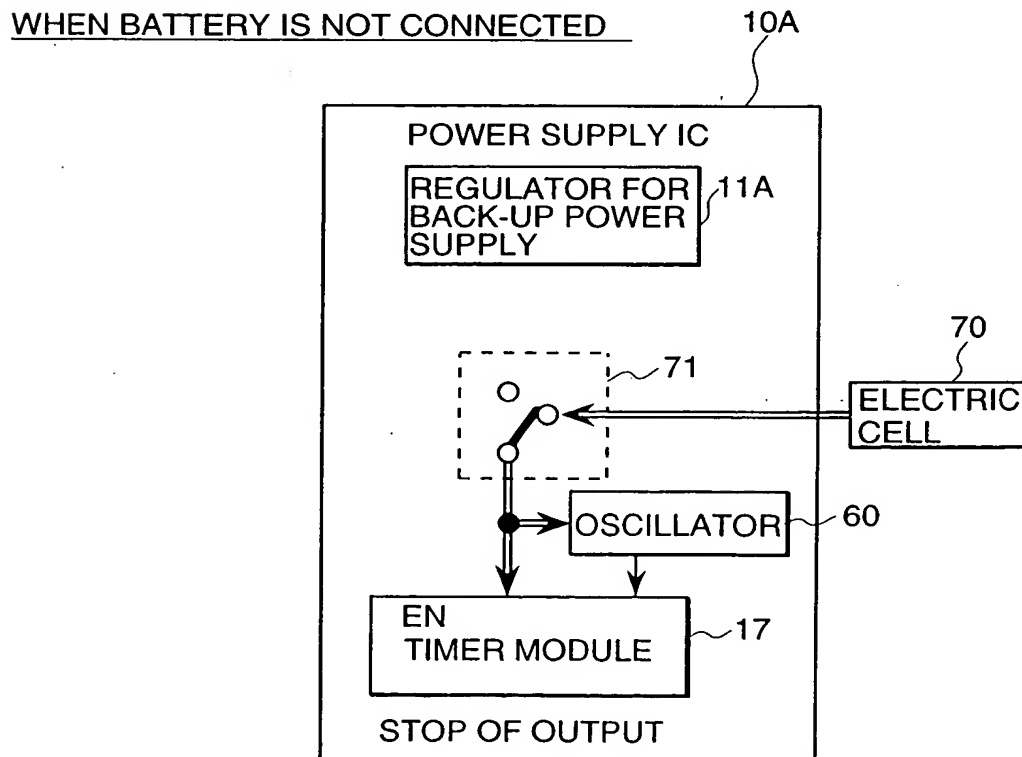 WHEN BATTERY IS NOT CONNECTED
10A
POWER SUPPLY IC
REGULATOR FOR
BACK-UP POWER
SUPPLY
11A
71
70
ELECTRIC
CELL
OSCILLATOR
60
EN
TIMER MODULE
17
STOP OF OUTPUT